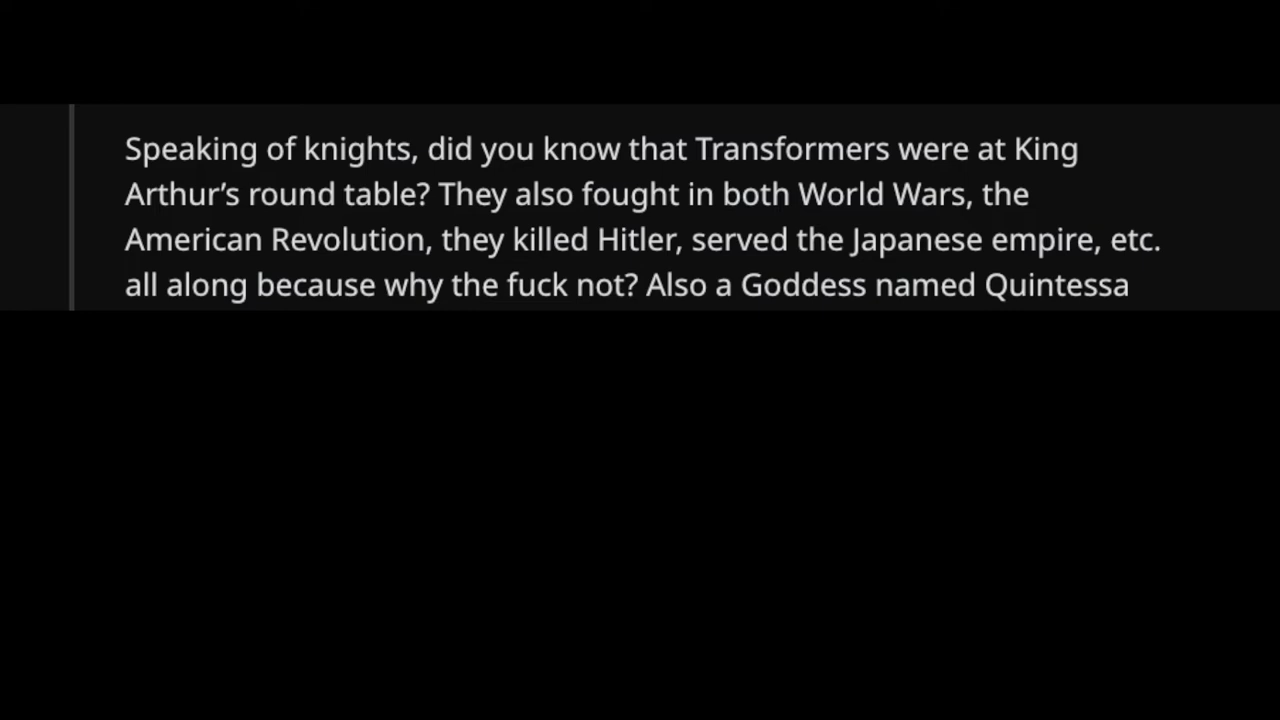 Speaking of knights, did you know that Transformers were at King
Arthur’s round table? They also fought in both World Wars, the
American Revolution, they killed Hitler, served the Japanese empire, etc.
all along because why the fuck not? Also a Goddess named Quintessa